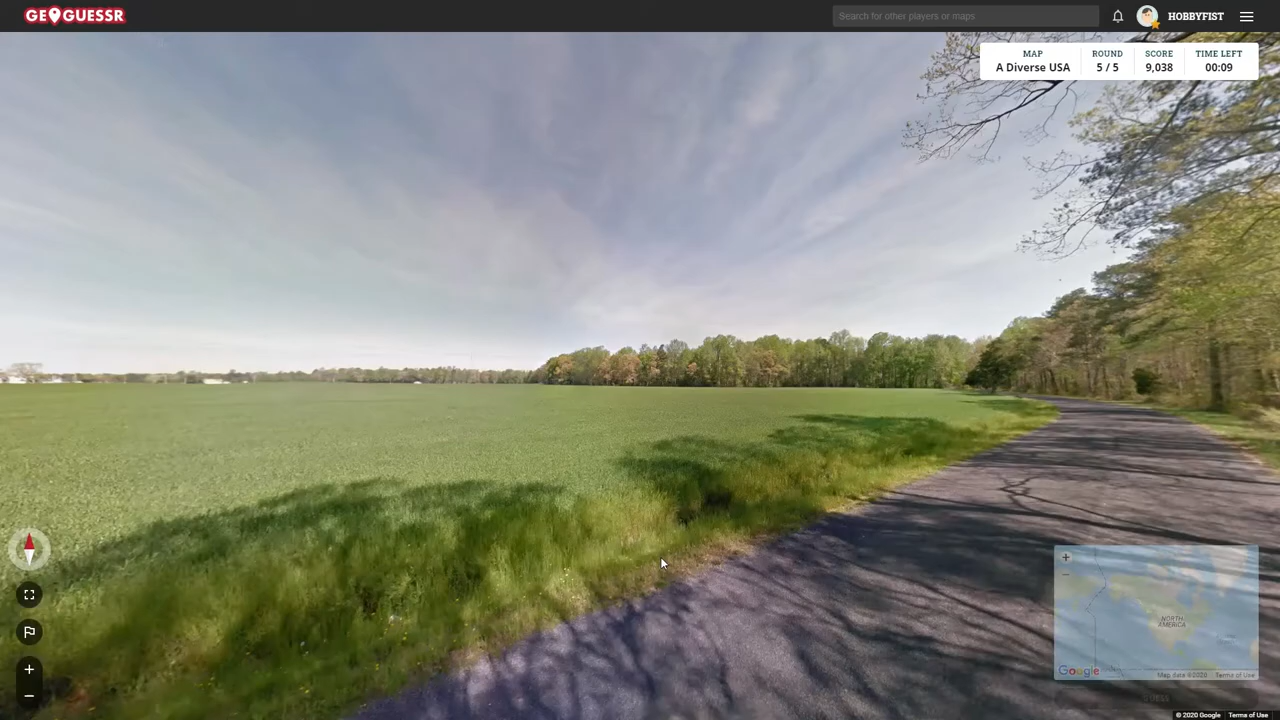 GEOGUESSR
Search for other players or maps
HOBBYFIST
MAP ROUND SCORE TIME LEFT
A Diverse USA 5 / 5 9,038 00:09
NORTH
AMERICA
Google
Map data ©2020 Terms of Use
© 2020 Google Terms of Use